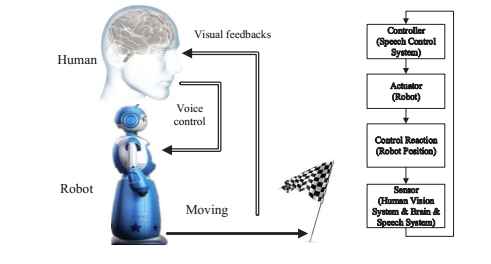 Visual feedbacks
Human
Voice
control
Robot
Moving
Controller
(Speech Control
System)
Actuator
(Robot)
Control Reaction
(Robot Position)
Sensor
(Human Vision
System & Brain &
Speech System)